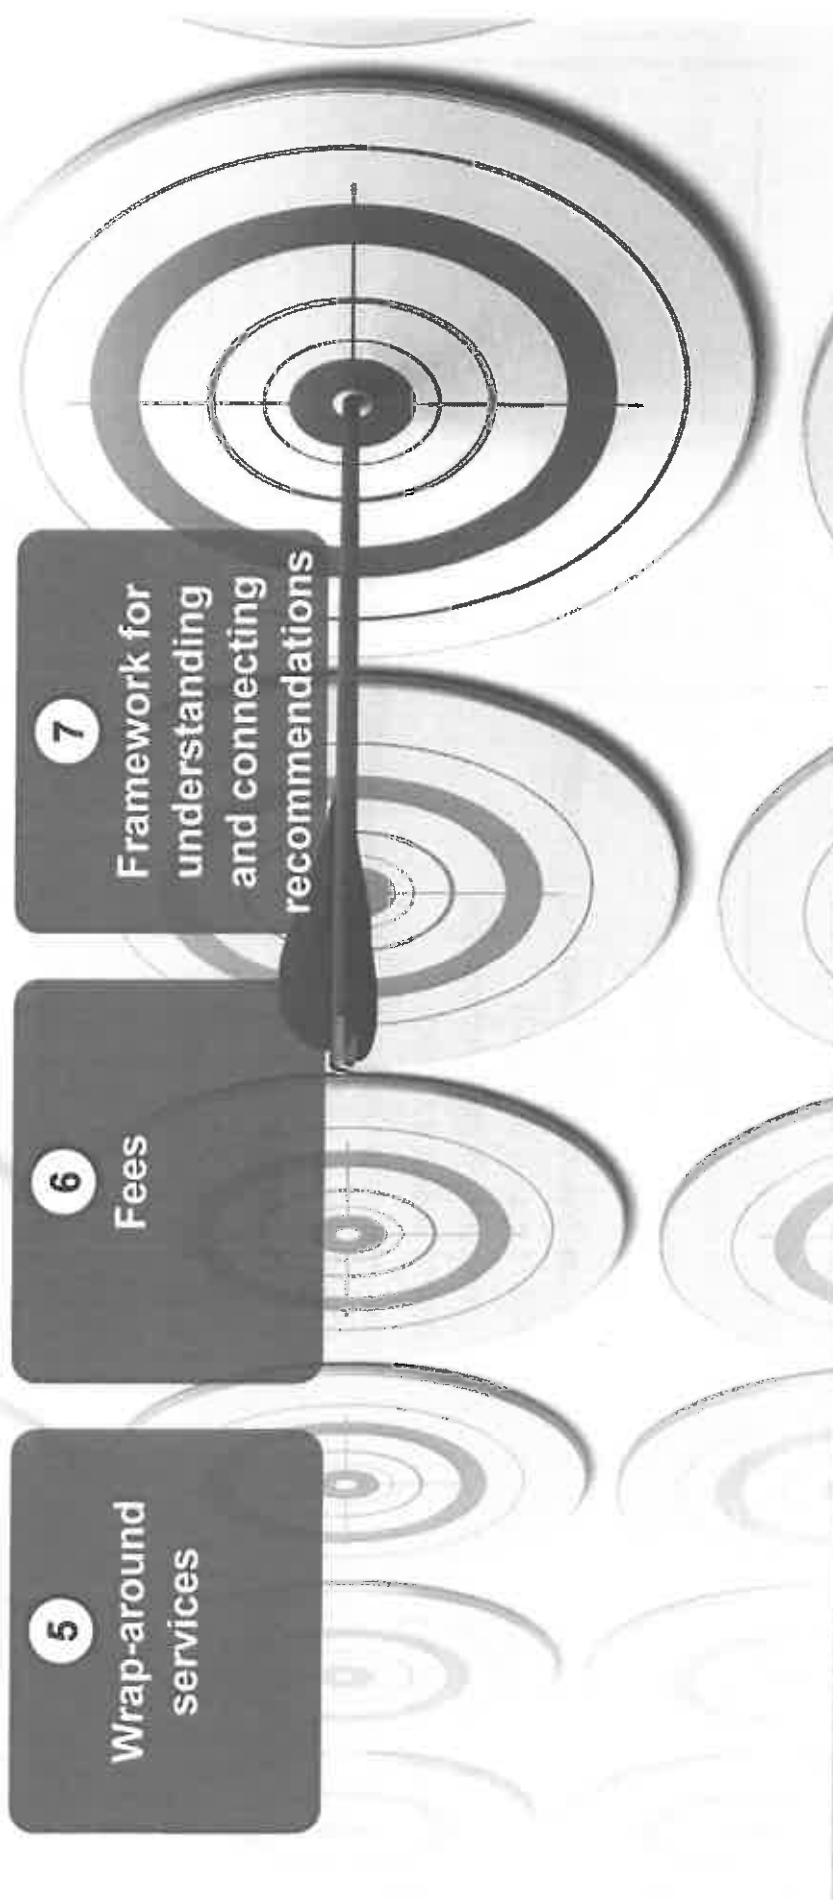 5
Wrap-around
services
6
Fees
7
Framework for
understanding
and connecting
recommendations